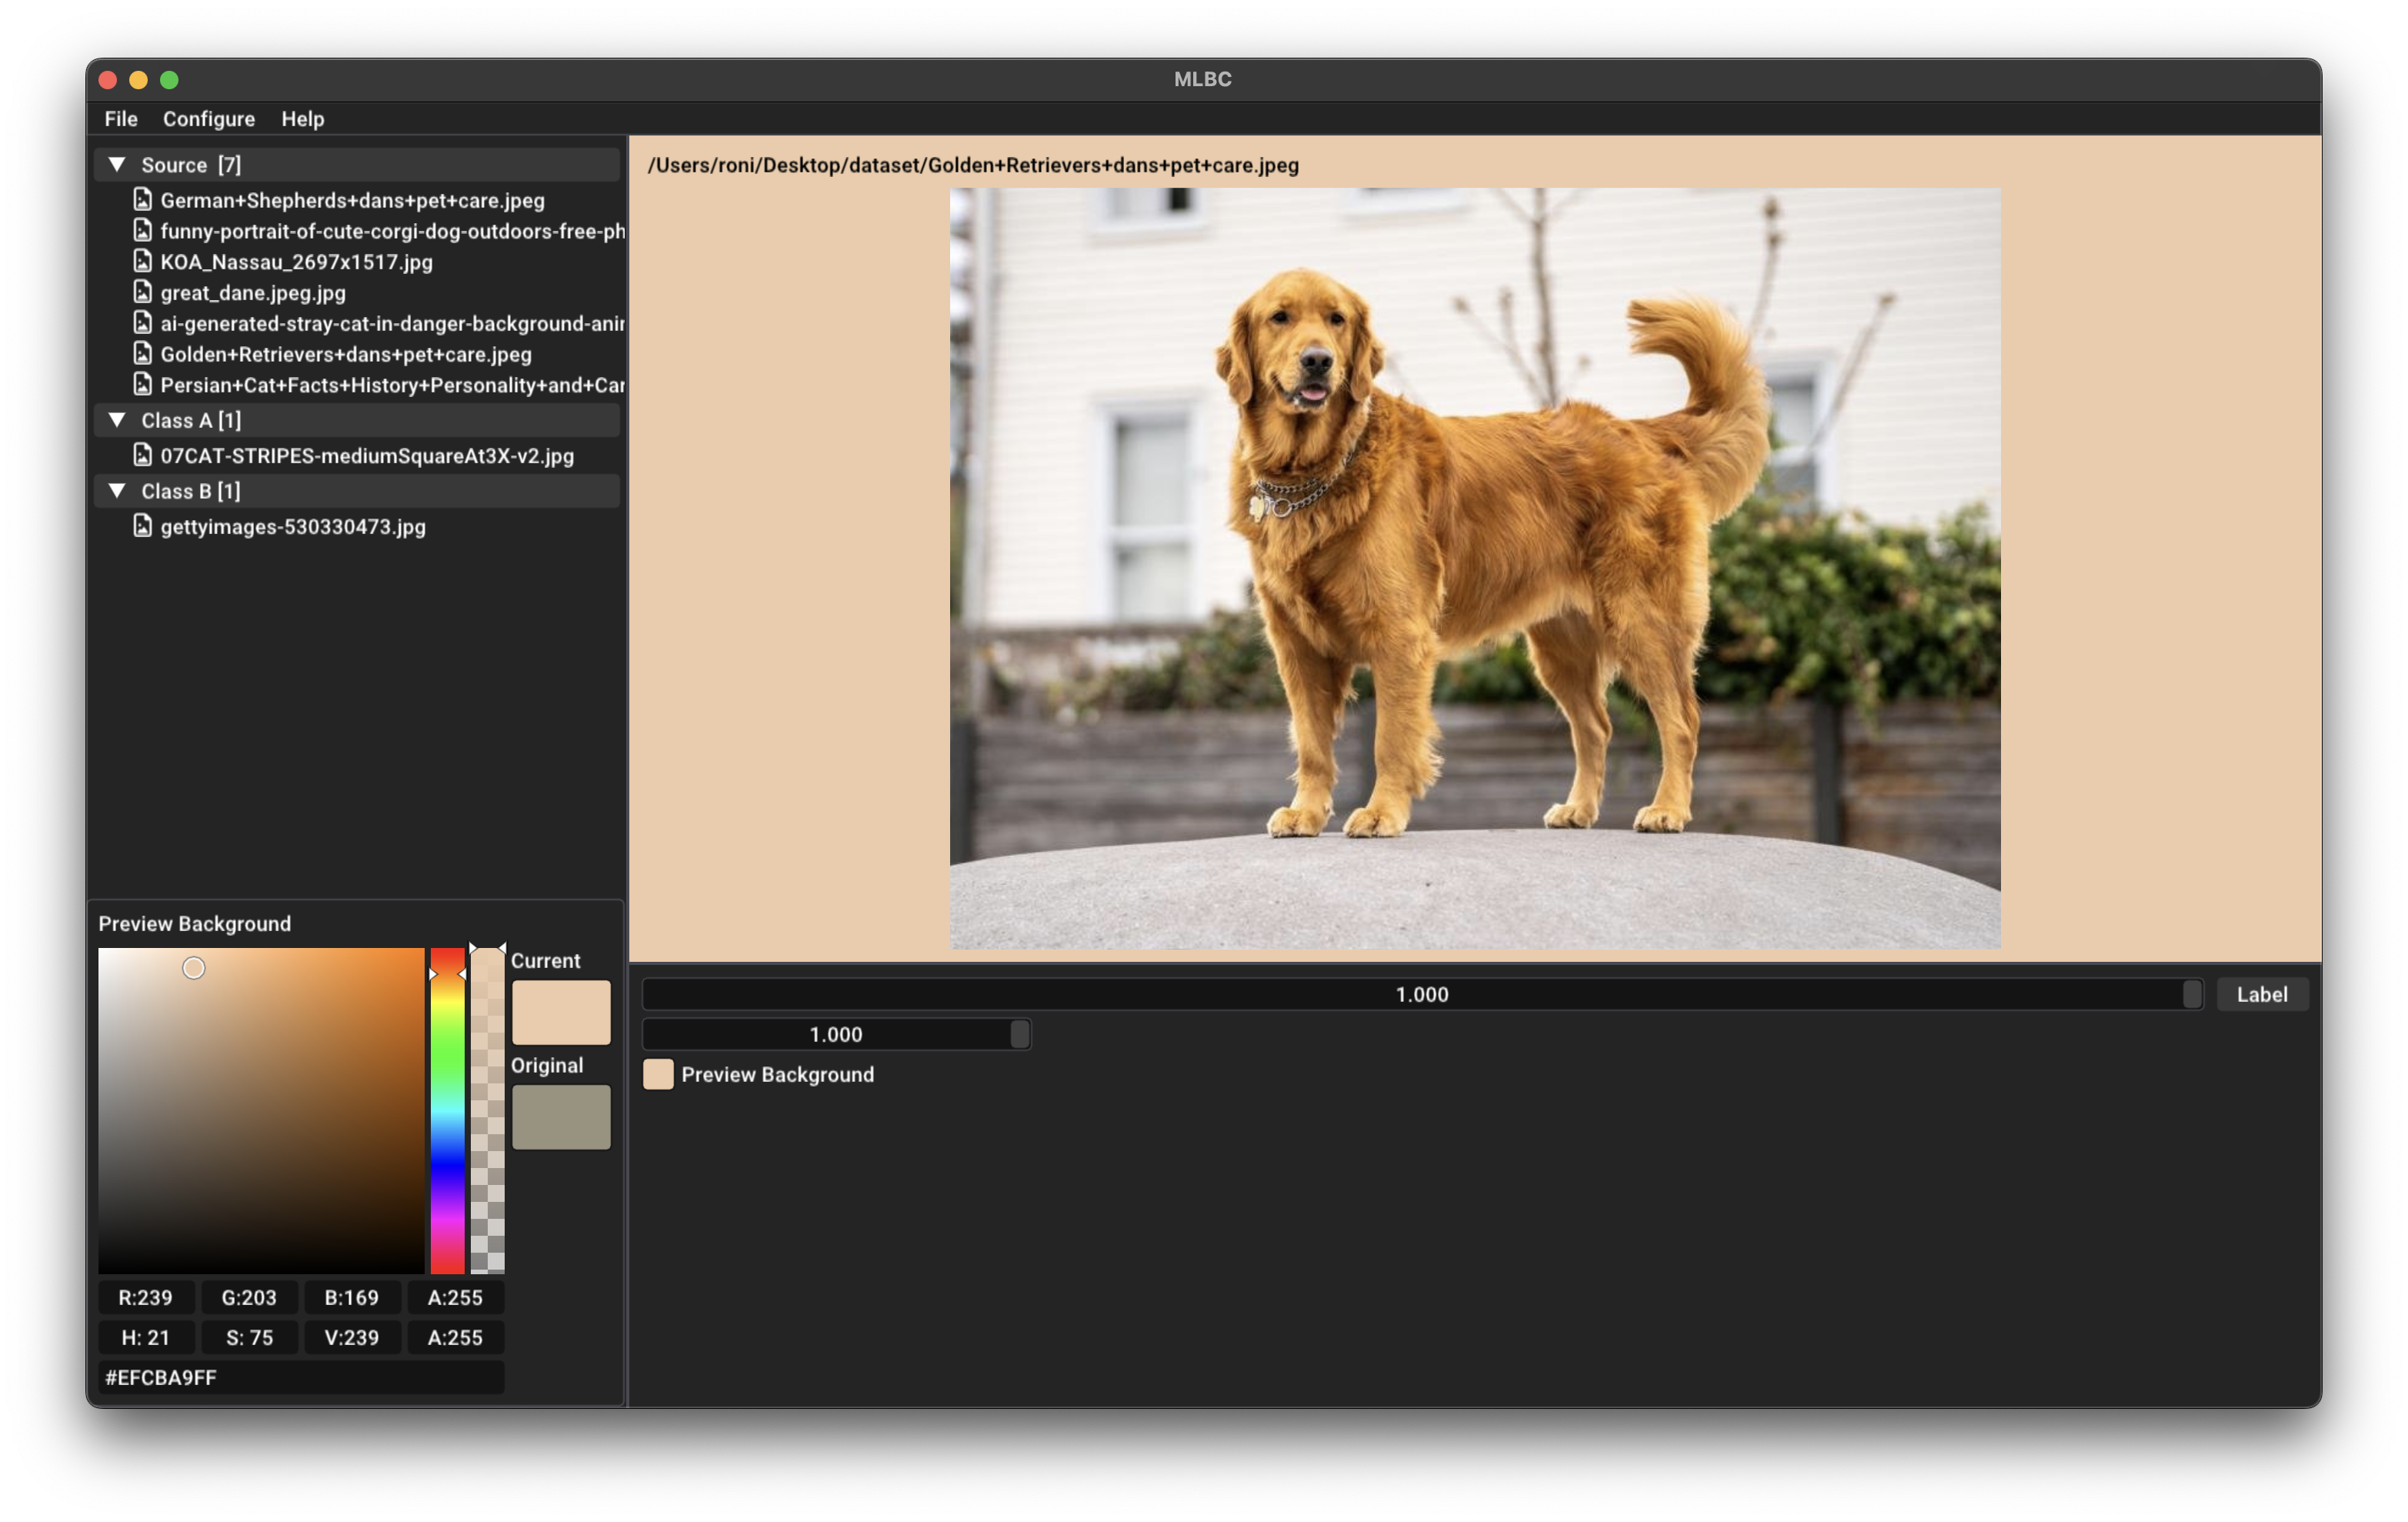 MLBC
File Configure Help
Source [7]
German+Shepherds+dans+pet+care.jpeg
funny-portrait-of-cute-corgi-dog-outdoors-free-ph
KOA_Nassau_2697x1517.jpg
great_dane.jpeg.jpg
ai-generated-stray-cat-in-danger-background-anir
Golden+Retrievers+dans+pet+care.jpeg
Persian+Cat+Facts+History+Personality+and+Car
Class A [1]
07CAT-STRIPES-mediumSquareAt3X-v2.jpg
Class B [1]
gettyimages-530330473.jpg
/Users/roni/Desktop/dataset/Golden+Retrievers+dans+pet+care.jpeg
Preview Background
Current
Original
R:239 G:203 B:169 A:255
H: 21 S: 75 V:239 A:255
#EFCBA9FF
1.000 Label
1.000
Preview Background